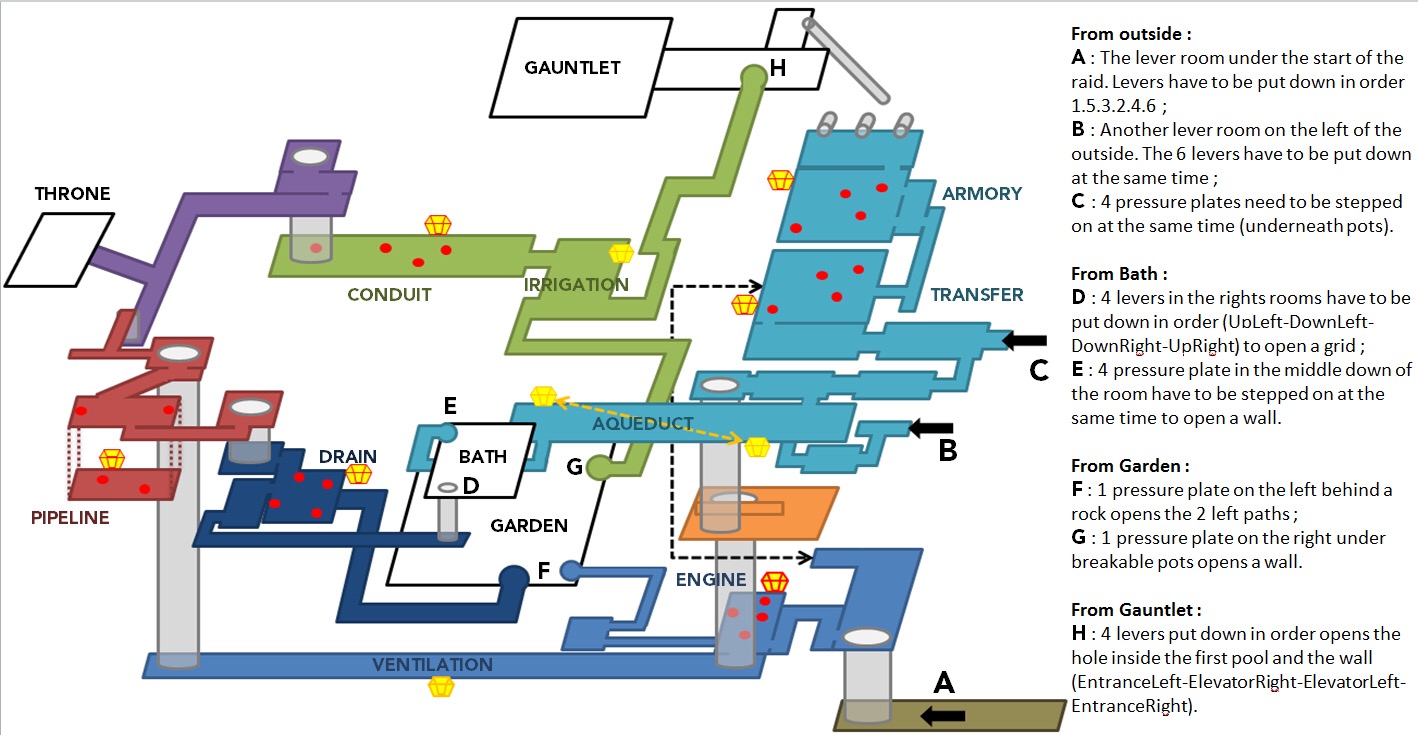 GAUNTLET
H
THRONE
ARMORY
CONDUIT
IRRIGATION
TRANSFER
C
E
AQUEDUCT
B
BATH
DRAIN
G
D
PIPELINE
GARDEN
F
ENGINE
VENTILATION
A
From outside :
A : The lever room under the start of the
raid. Levers have to be put down in order
1.5.3.2.4.6 ;
B : Another lever room on the left of the
outside. The 6 levers have to be put down
at the same time ;
C : 4 pressure plates need to be stepped
on at the same time (underneath pots).
From Bath :
D : 4 levers in the rights rooms have to be
put down in order (UpLeft-DownLeft-
DownRight-UpRight) to open a grid ;
E : 4 pressure plate in the middle down of
the room have to be stepped on at the
same time to open a wall.
From Garden :
F : 1 pressure plate on the left behind a
rock opens the 2 left paths ;
G : 1 pressure plate on the right under
breakable pots opens a wall.
From Gauntlet :
H : 4 levers put down in order opens the
hole inside the first pool and the wall
(EntranceLeft-ElevatorRight-ElevatorLeft-
EntranceRight).